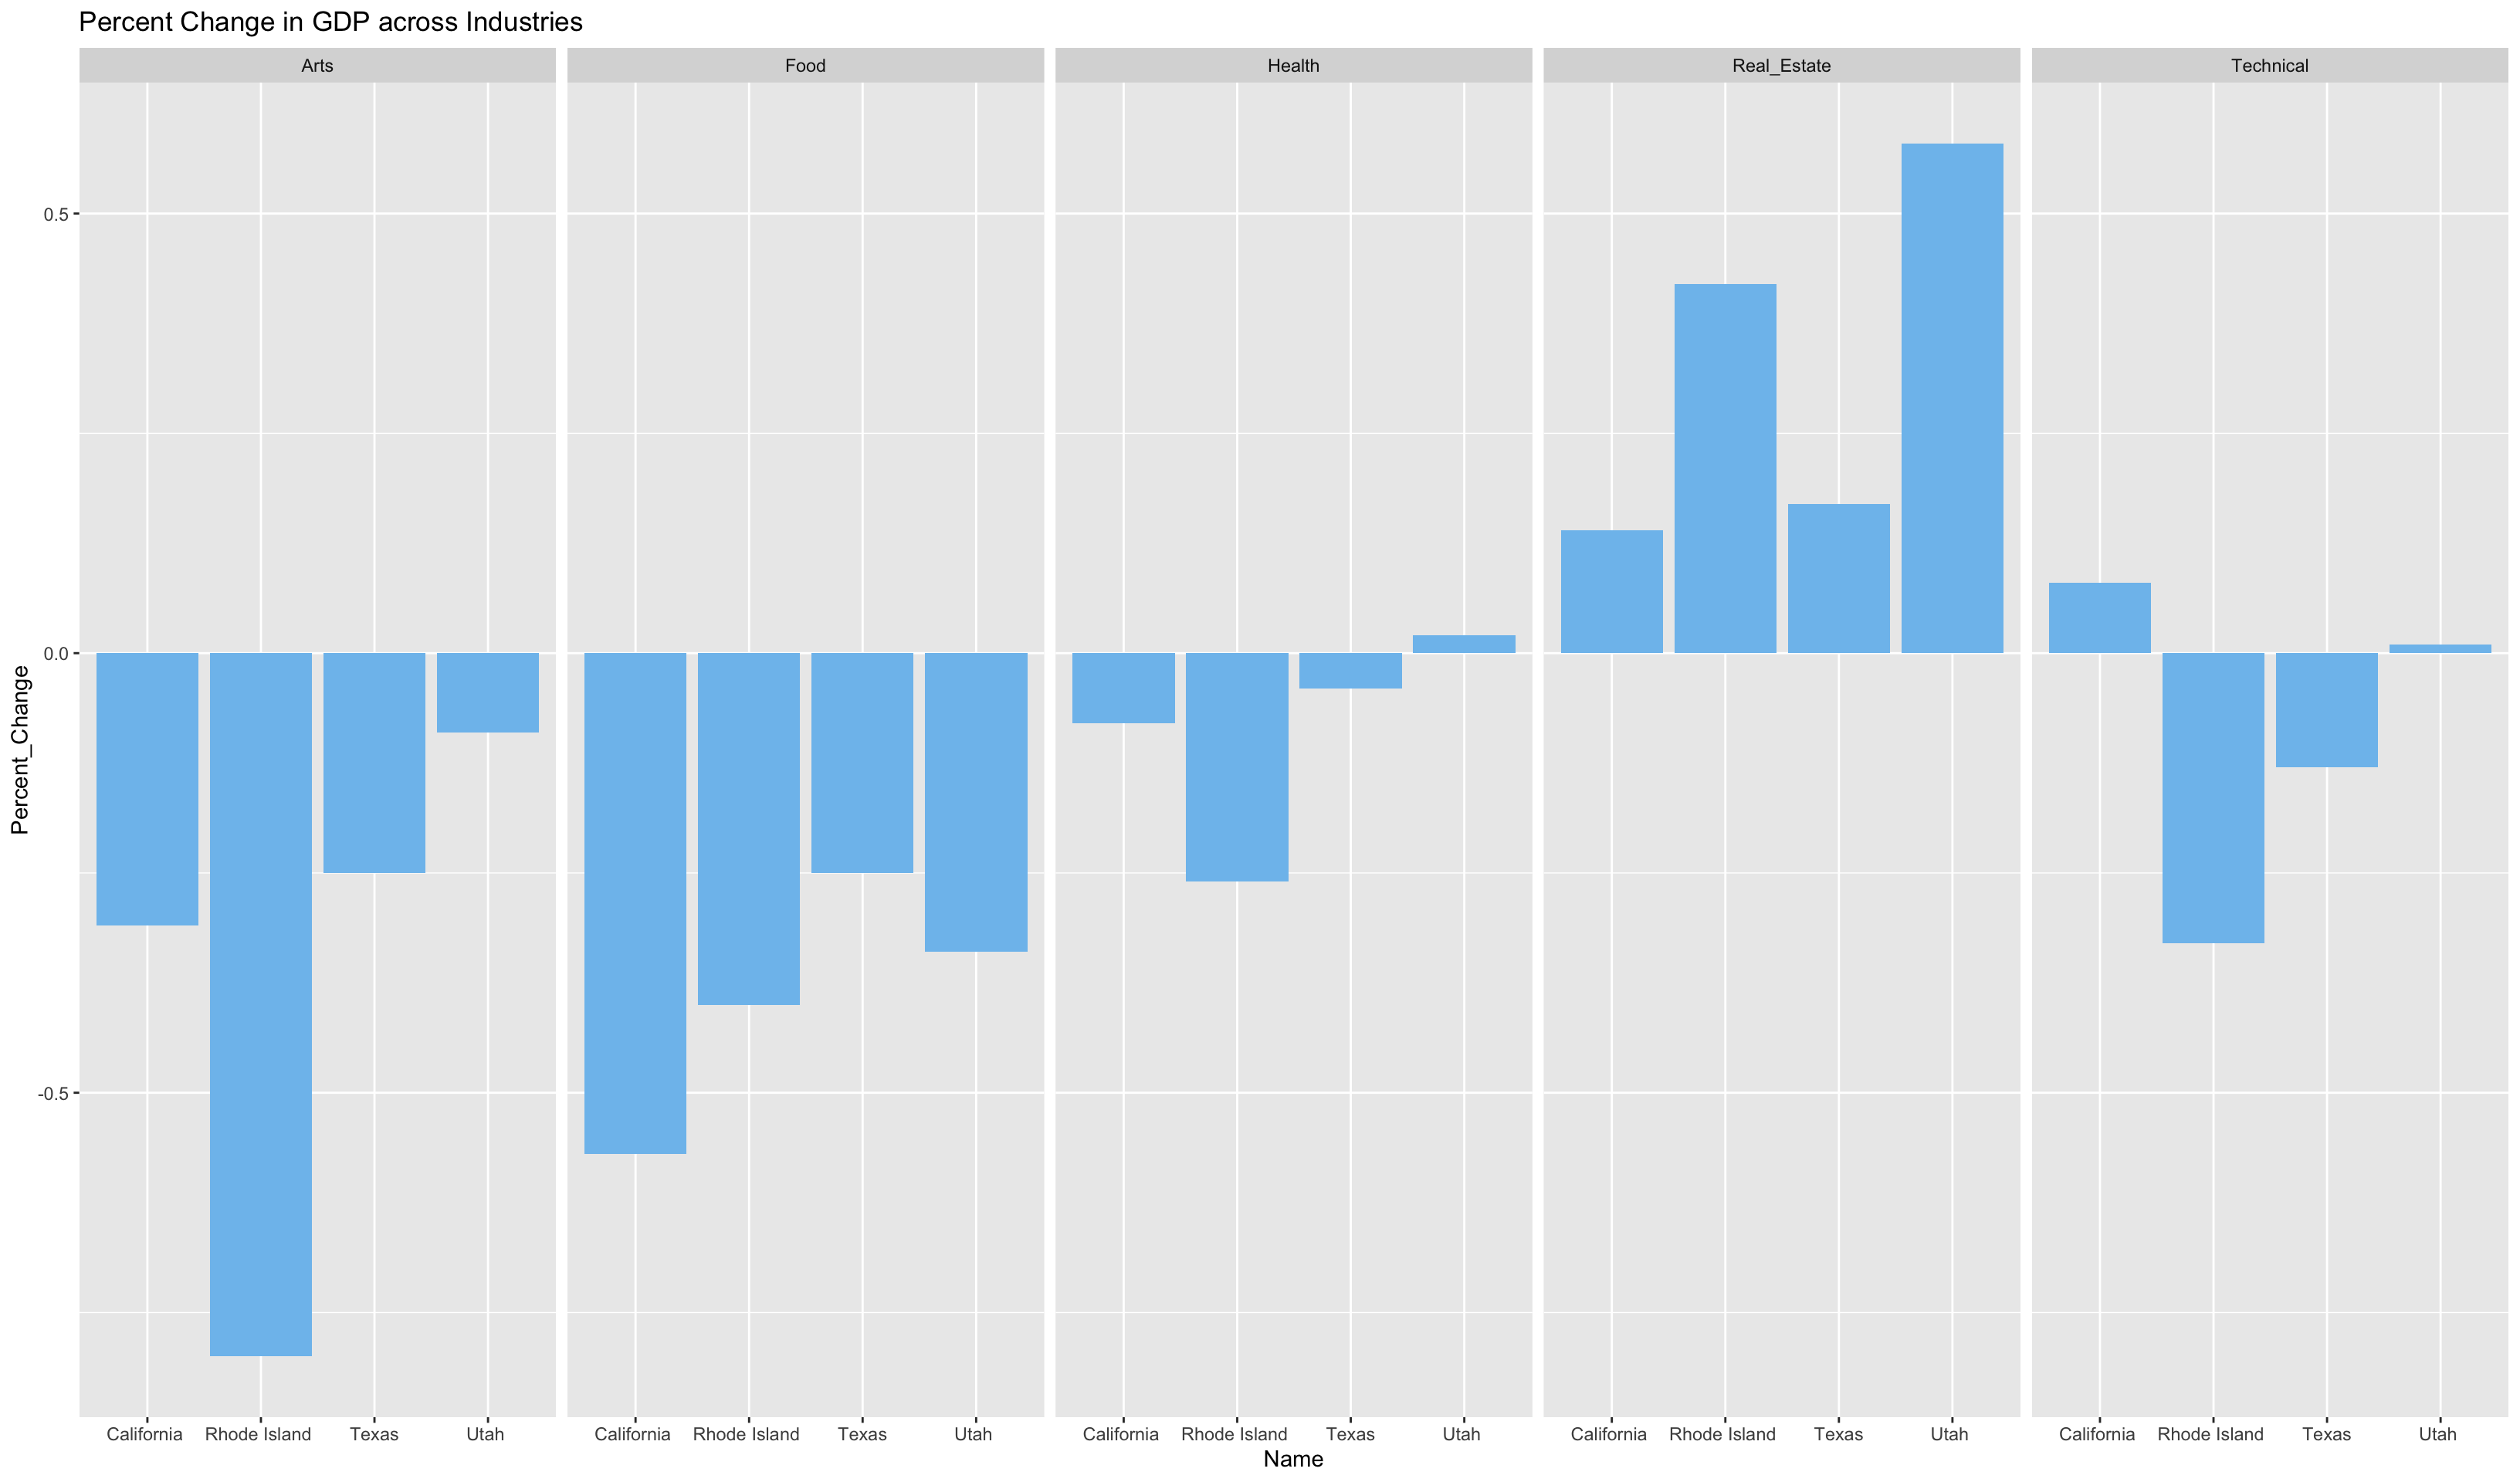 Percent Change in GDP across Industries
Arts Food Health Real_Estate Technical
0.5
0.0
-0.5
Percent_Change
California Rhode Island Texas Utah California Rhode Island Texas Utah California Rhode Island Texas Utah California Rhode Island Texas Utah California Rhode Island Texas Utah
Name